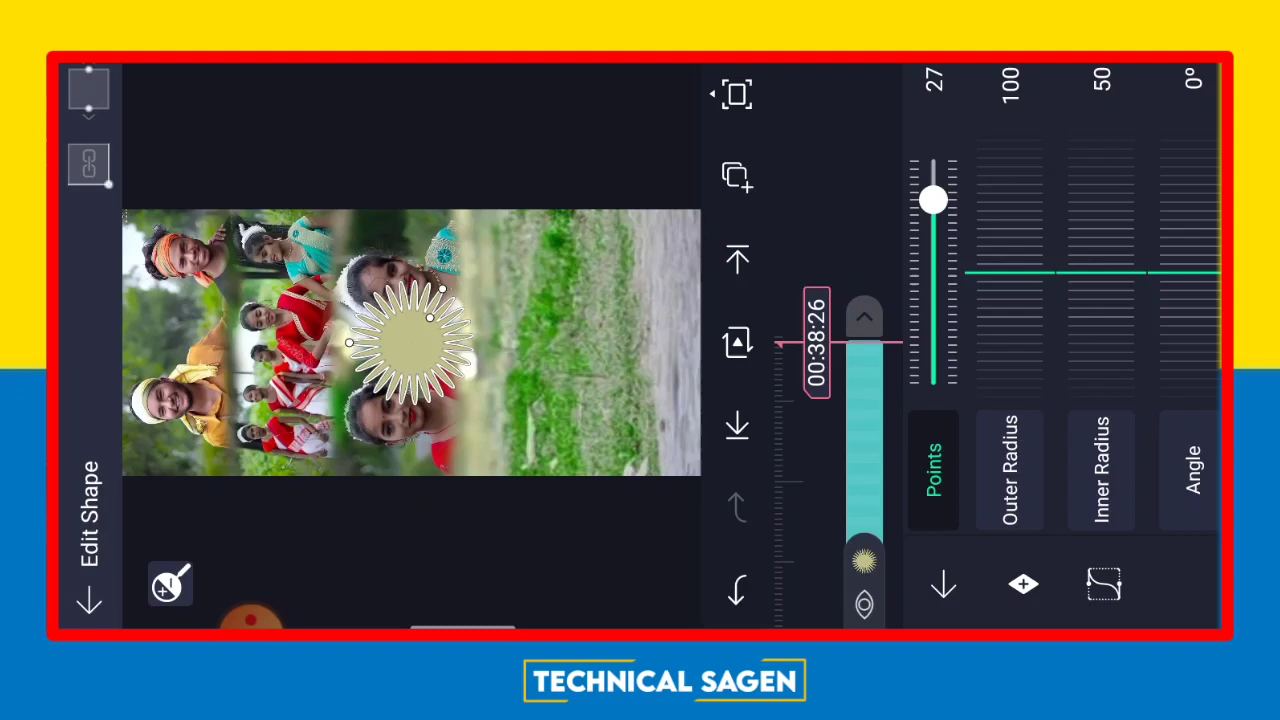 Edit Shape
00:38:26
Points
27
Outer Radius
100
Inner Radius
50
Angle
0°
TECHNICAL SAGEN